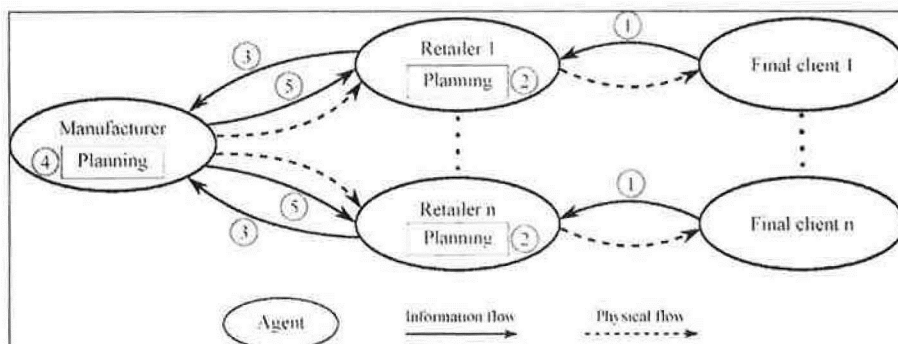 Retailer 1
Planning
2
1
Final client 1
3
5
Manufacturer
4
Planning
Retailer n
Planning
2
1
Final client n
5
3
Agent
Information flow
Physical flow